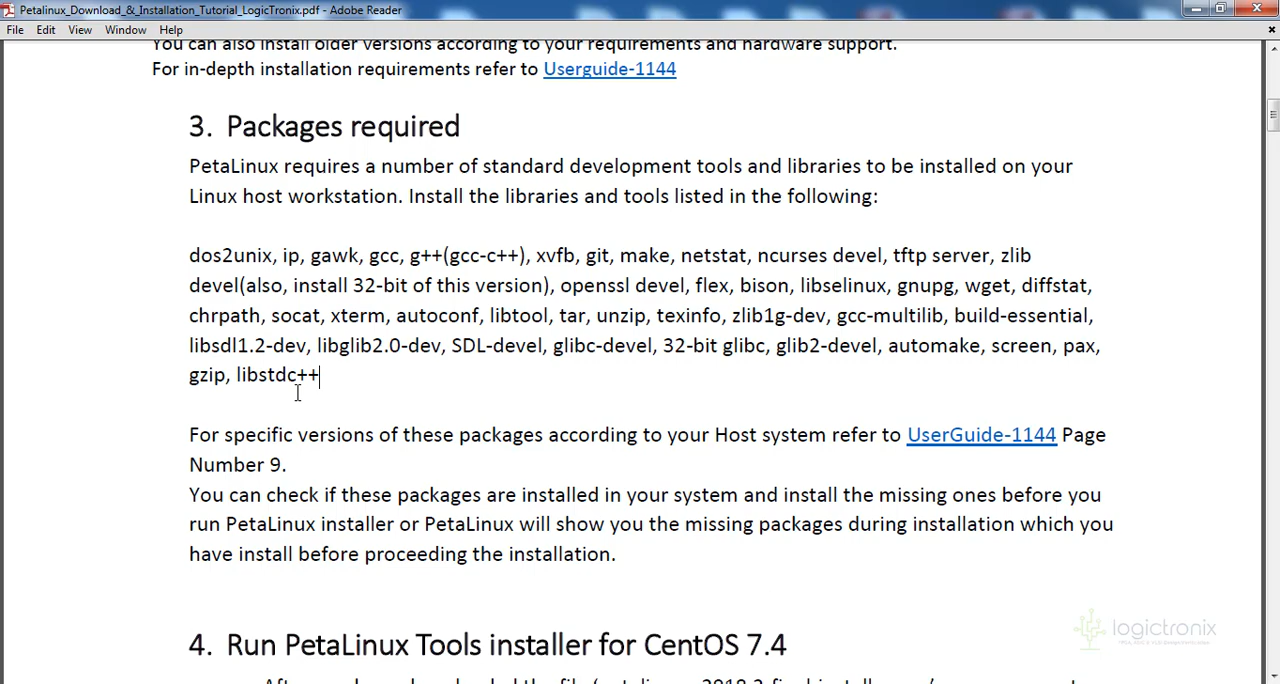 Petalinux_Download_&_Installation_Tutorial_LogicTronix.pdf - Adobe Reader
File Edit View Window Help
You can also install older versions according to your requirements and hardware support.
For in-depth installation requirements refer to Userguide-1144
3. Packages required
PetaLinux requires a number of standard development tools and libraries to be installed on your
Linux host workstation. Install the libraries and tools listed in the following:
dos2unix, ip, gawk, gcc, g++(gcc-c++), xvfb, git, make, netstat, ncurses devel, tftp server, zlib
devel(also, install 32-bit of this version), openssl devel, flex, bison, libselinux, gnupg, wget, diffstat,
chrpath, socat, xterm, autoconf, libtool, tar, unzip, texinfo, zlib1g-dev, gcc-multilib, build-essential,
libsdl1.2-dev, libglib2.0-dev, SDL-devel, glibc-devel, 32-bit glibc, glib2-devel, automake, screen, pax,
gzip, libstdc++
For specific versions of these packages according to your Host system refer to UserGuide-1144 Page
Number 9.
You can check if these packages are installed in your system and install the missing ones before you
run PetaLinux installer or PetaLinux will show you the missing packages during installation which you
have install before proceeding the installation.
logictronix
4. Run PetaLinux Tools installer for CentOS 7.4